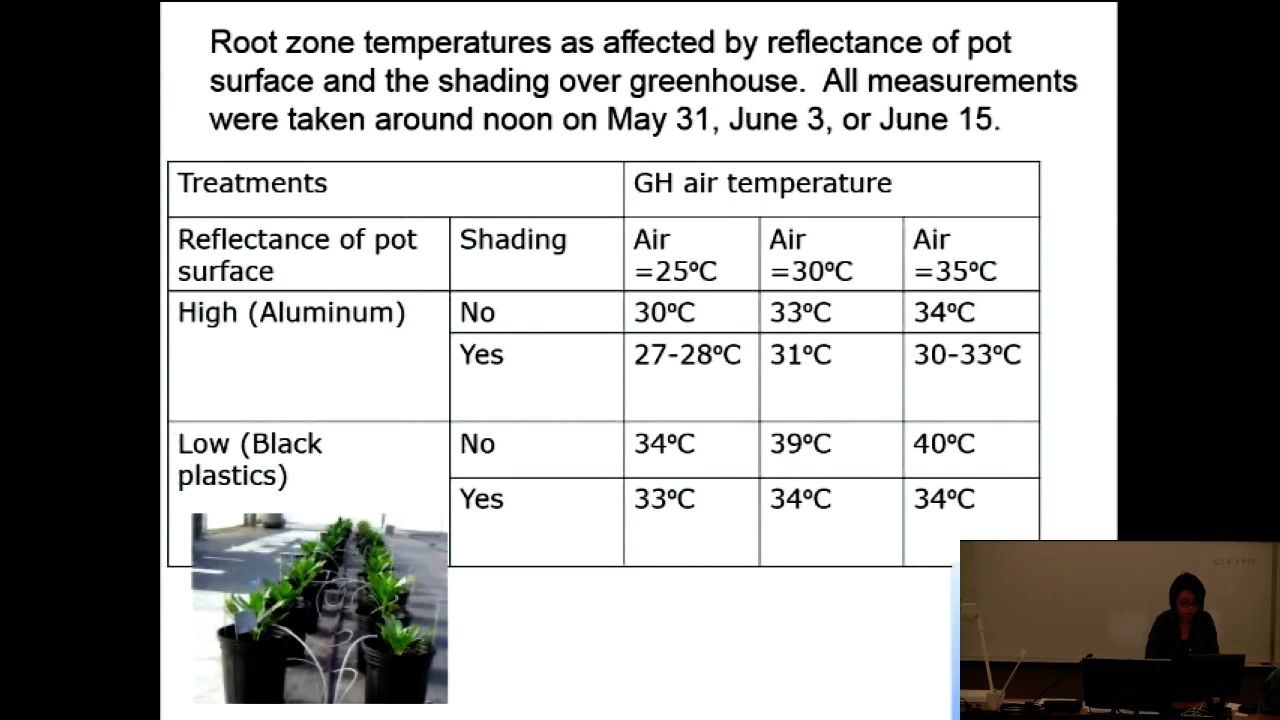 Root zone temperatures as affected by reflectance of pot
surface and the shading over greenhouse.  All measurements
were taken around noon on May 31, June 3, or June 15.
Treatments GH air temperature
Reflectance of pot surface Shading Air =25ºC Air =30ºC Air =35ºC
High (Aluminum) No 30ºC 33ºC 34ºC
Yes 27-28ºC 31ºC 30-33ºC
Low (Black plastics) No 34ºC 39ºC 40ºC
Yes 33ºC 34ºC 34ºC